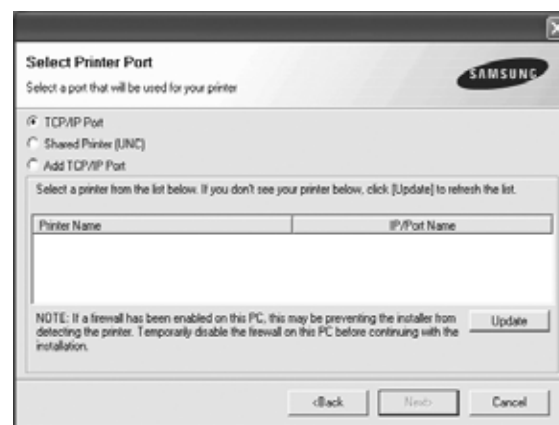 Select Printer Port
Select a port that will be used for your printer
SAMSUNG
TCP/IP Port
Shared Printer (UNC)
Add TCP/IP Port
Select a printer from the list below. If you don't see your printer below, click [Update] to refresh the list.
Printer Name IP/Port Name
NOTE: If a firewall has been enabled on this PC, this may be preventing the installer from
detecting the printer. Temporarily disable the firewall on this PC before continuing with the
installation.
Update
<Back Next> Cancel